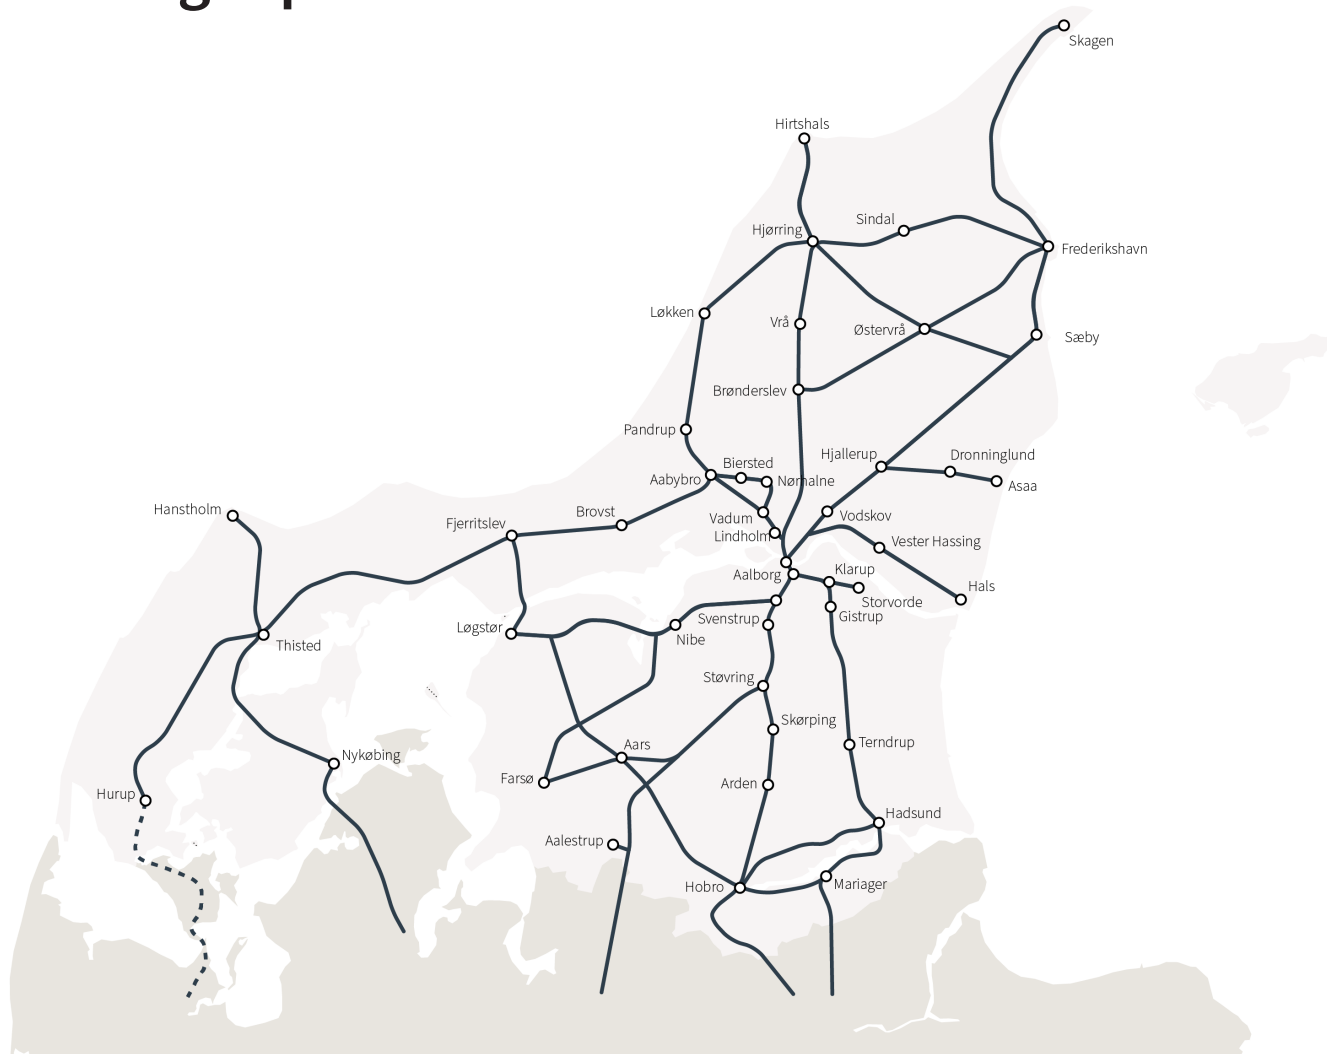 Skagen
Hirtshals
Sindal
Hjørring
Frederikshavn
Løkken
Vrå
Østervrå
Sæby
Brønderslev
Pandrup
Hjallerup
Dronninglund
Biersted
Aabybro
Nørhalne
Asaa
Hanstholm
Brovst
Vadum
Vodskov
Fjerritslev
Lindholm
Vester Hassing
Klarup
Aalborg
Hals
Storvorde
Gistrup
Svenstrup
Løgstør
Nibe
Thisted
Støvring
Skørping
Aars
Terndrup
Nykøbing
Farsø
Arden
Hurup
Hadsund
Aalestrup
Mariager
Hobro